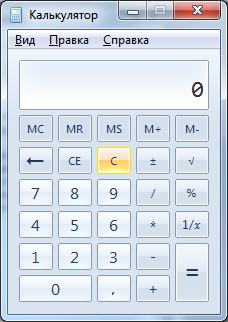 Калькулятор
Вид Правка Справка
0
MC MR MS M+ M-
← CE C ± √
7 8 9 / %
4 5 6 * 1/x
1 2 3 - =
0 , +